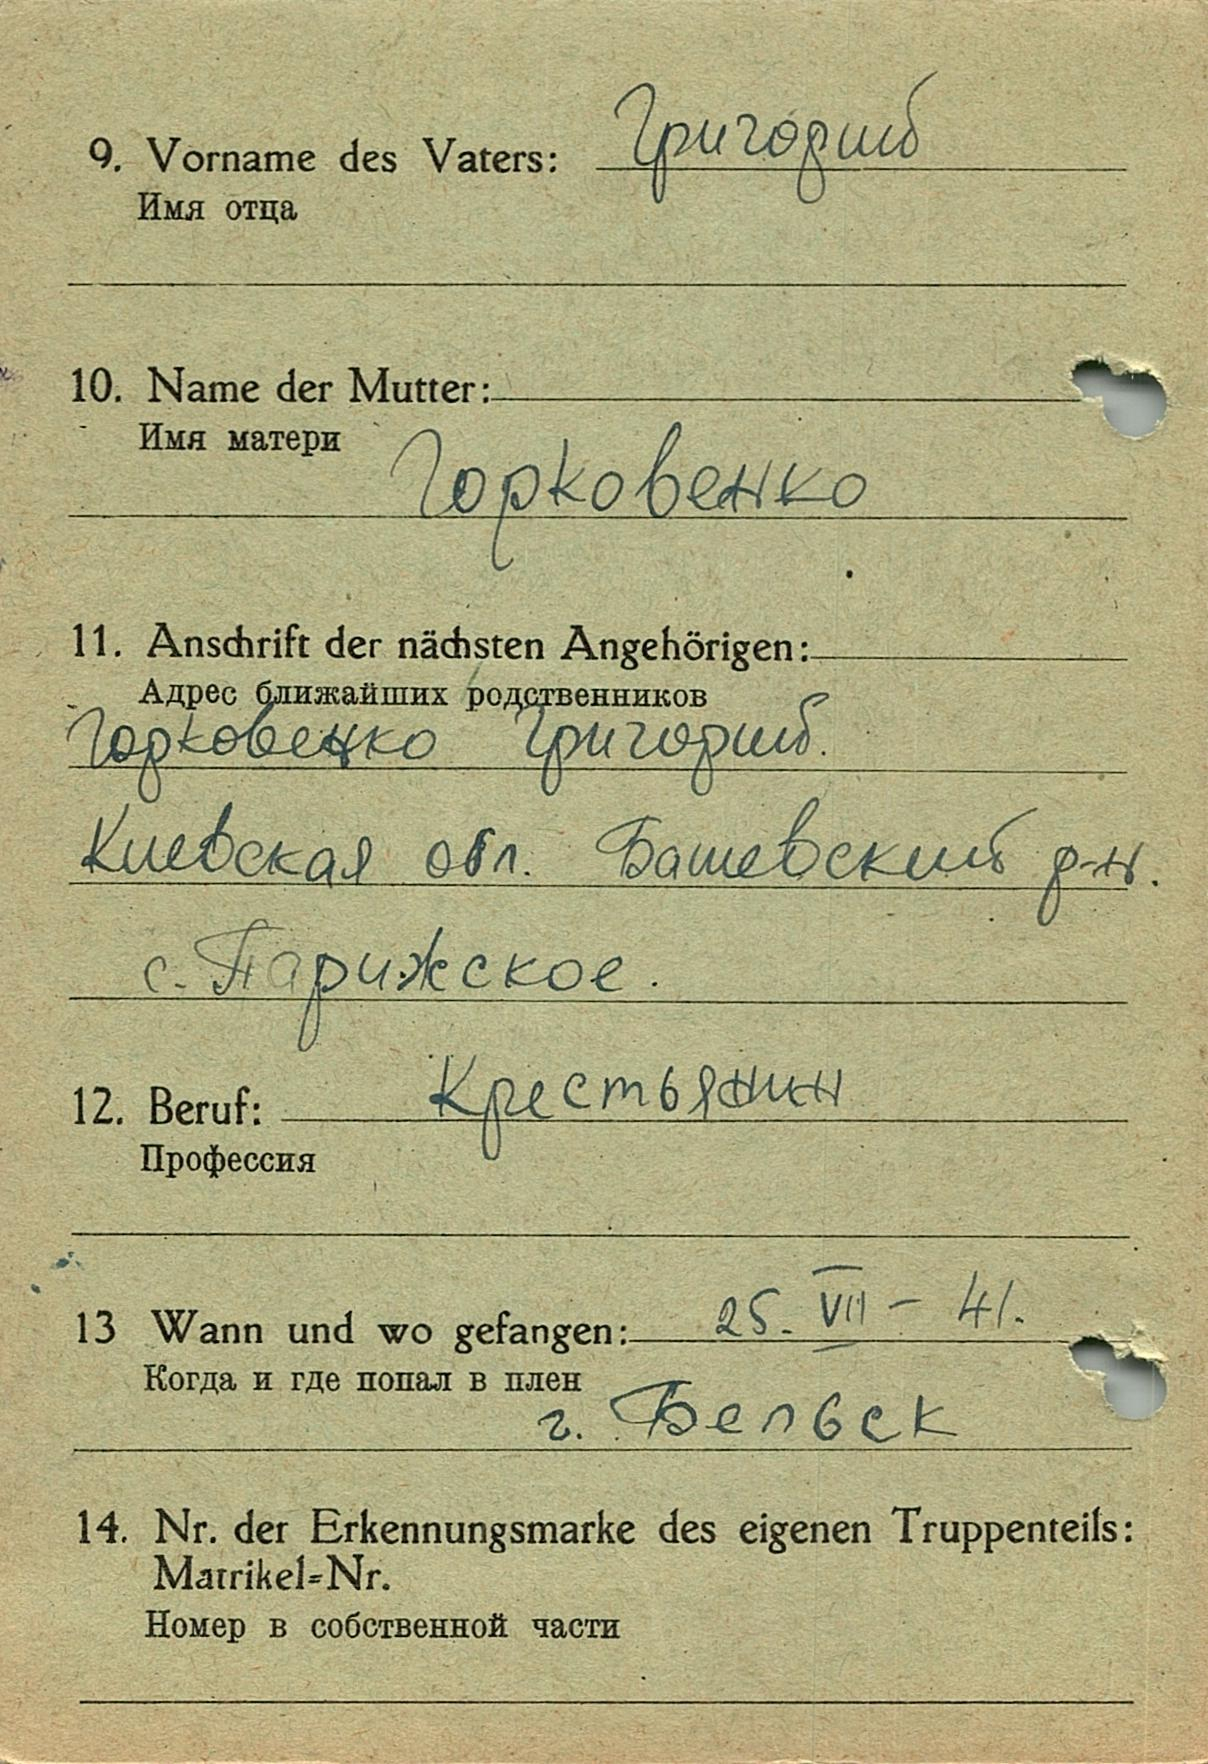 9. Vorname des Vaters: Григорий
Имя отца
10. Name der Mutter:
Имя матери
Горковенко
11. Anschrift der nächsten Angehörigen:
Адрес ближайших родственников
Горковенко Григорий.
Киевская обл. Башевский р-н.
с. Парижское.
12. Beruf: Крестьянин
Профессия
13 Wann und wo gefangen: 25. VII - 41.
Когда и где попал в плен
г. Бельск
14. Nr. der Erkennungsmarke des eigenen Truppenteils:
Matrikel=Nr.
Номер в собственной части